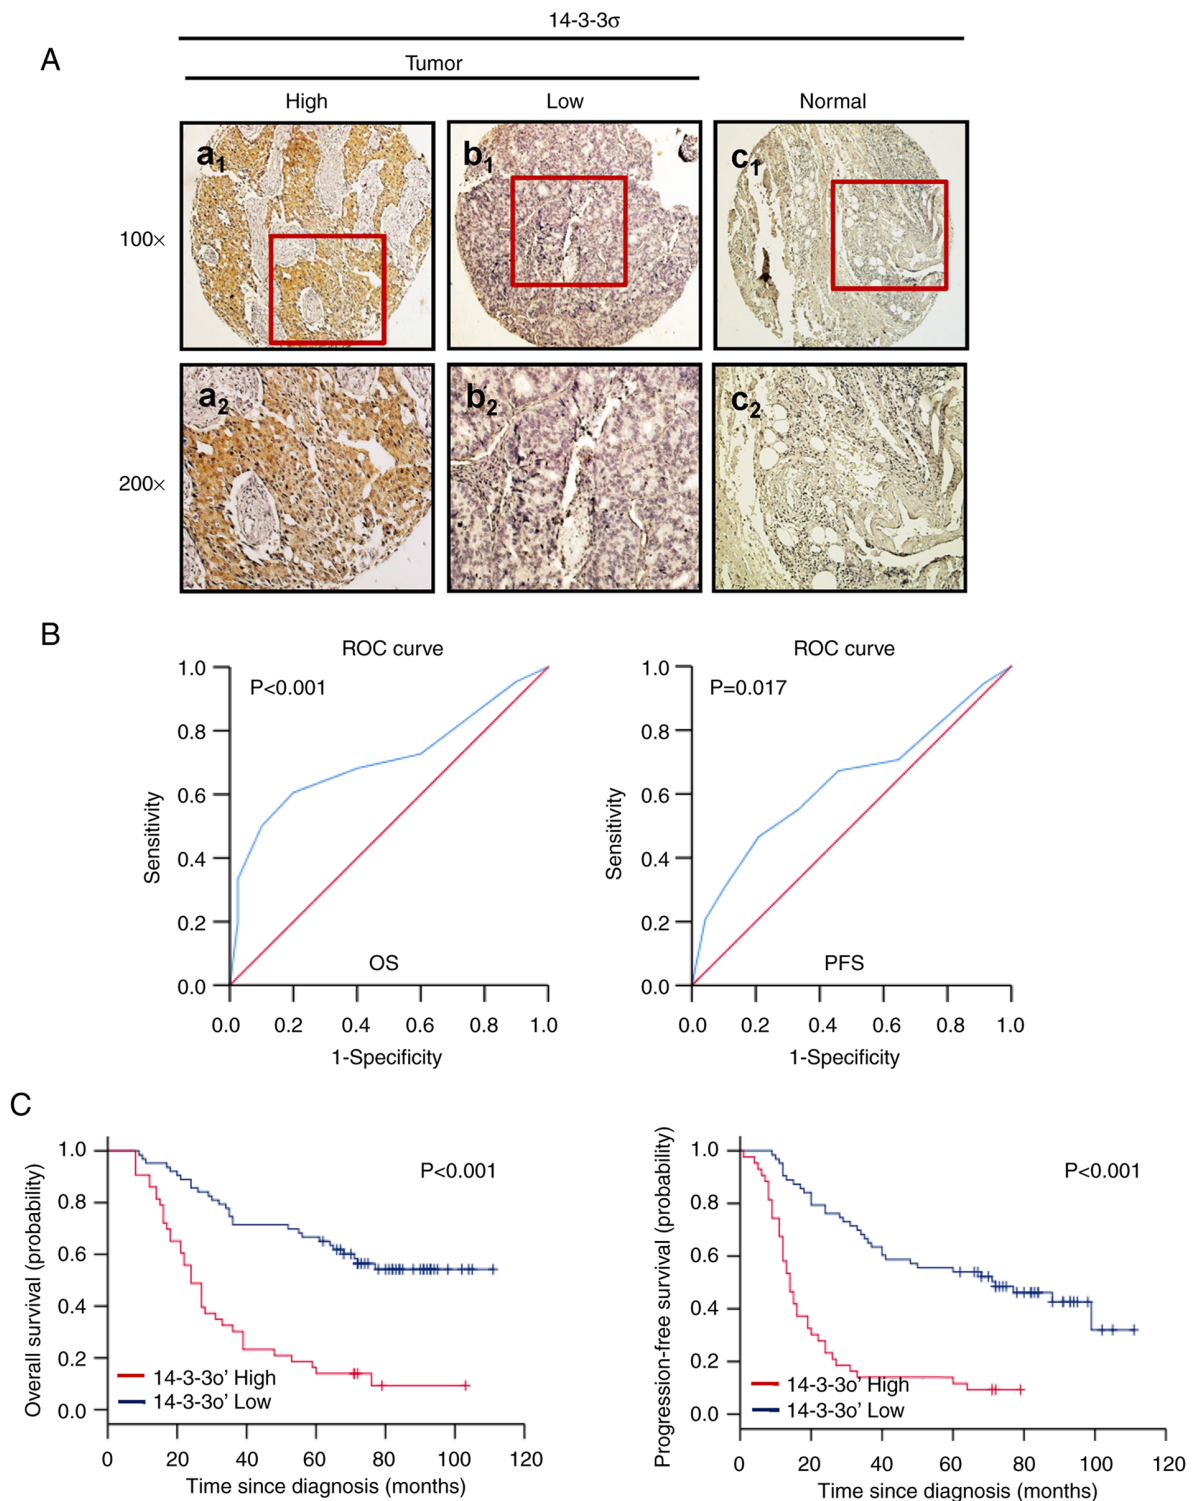 14-3-3σ
A
Tumor
High
Low
Normal
a1
b1
c1
100×
a2
b2
c2
200×
B
ROC curve
P<0.001
1.0
0.8
0.6
0.4
0.2
0.0
Sensitivity
OS
0.0 0.2 0.4 0.6 0.8 1.0
1-Specificity
ROC curve
P=0.017
1.0
0.8
0.6
0.4
0.2
0.0
Sensitivity
PFS
0.0 0.2 0.4 0.6 0.8 1.0
1-Specificity
C
Overall survival (probability)
1.0
0.8
0.6
0.4
0.2
0.0
P<0.001
14-3-3o' High
14-3-3o' Low
0 20 40 60 80 100 120
Time since diagnosis (months)
Progression-free survival (probability)
1.0
0.8
0.6
0.4
0.2
0.0
P<0.001
14-3-3o' High
14-3-3o' Low
0 20 40 60 80 100 120
Time since diagnosis (months)